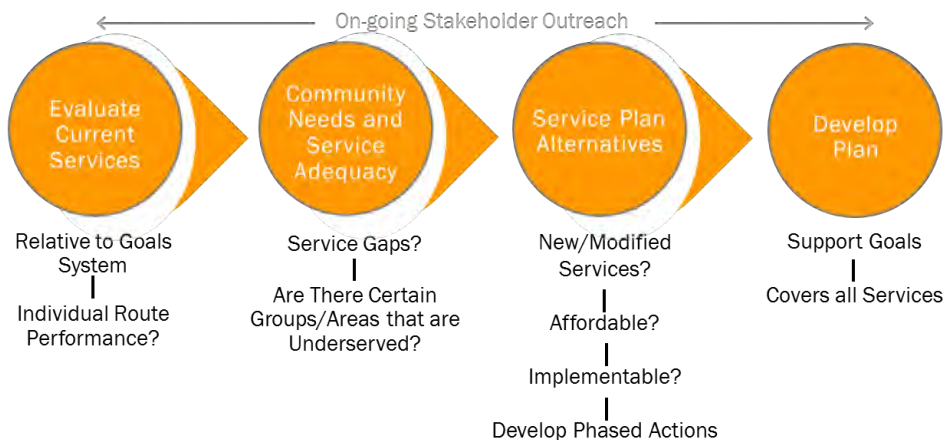 On-going Stakeholder Outreach
Evaluate
Current
Services
Community
Needs and
Service
Adequacy
Service Plan
Alternatives
Develop
Plan
Relative to Goals
System
Individual Route
Performance?
Service Gaps?
Are There Certain
Groups/Areas that are
Underserved?
New/Modified
Services?
Affordable?
Implementable?
Develop Phased Actions
Support Goals
Covers all Services